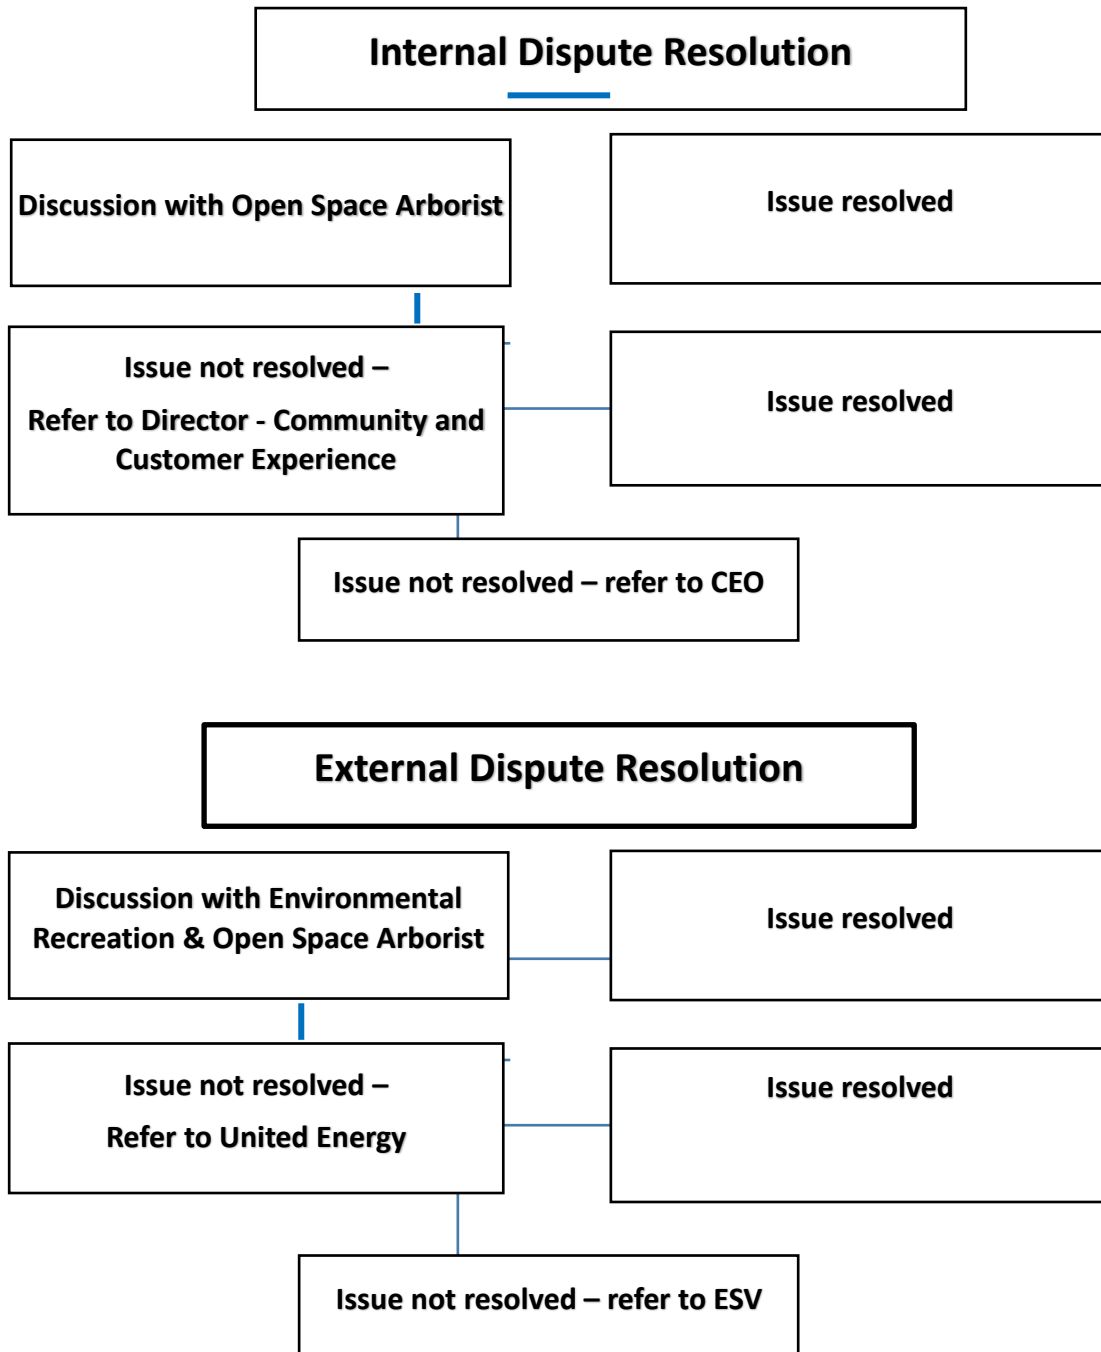 Internal Dispute Resolution
Discussion with Open Space Arborist
Issue resolved
Issue not resolved –
Refer to Director - Community and
Customer Experience
Issue resolved
Issue not resolved – refer to CEO
External Dispute Resolution
Discussion with Environmental
Recreation & Open Space Arborist
Issue resolved
Issue not resolved –
Refer to United Energy
Issue resolved
Issue not resolved – refer to ESV